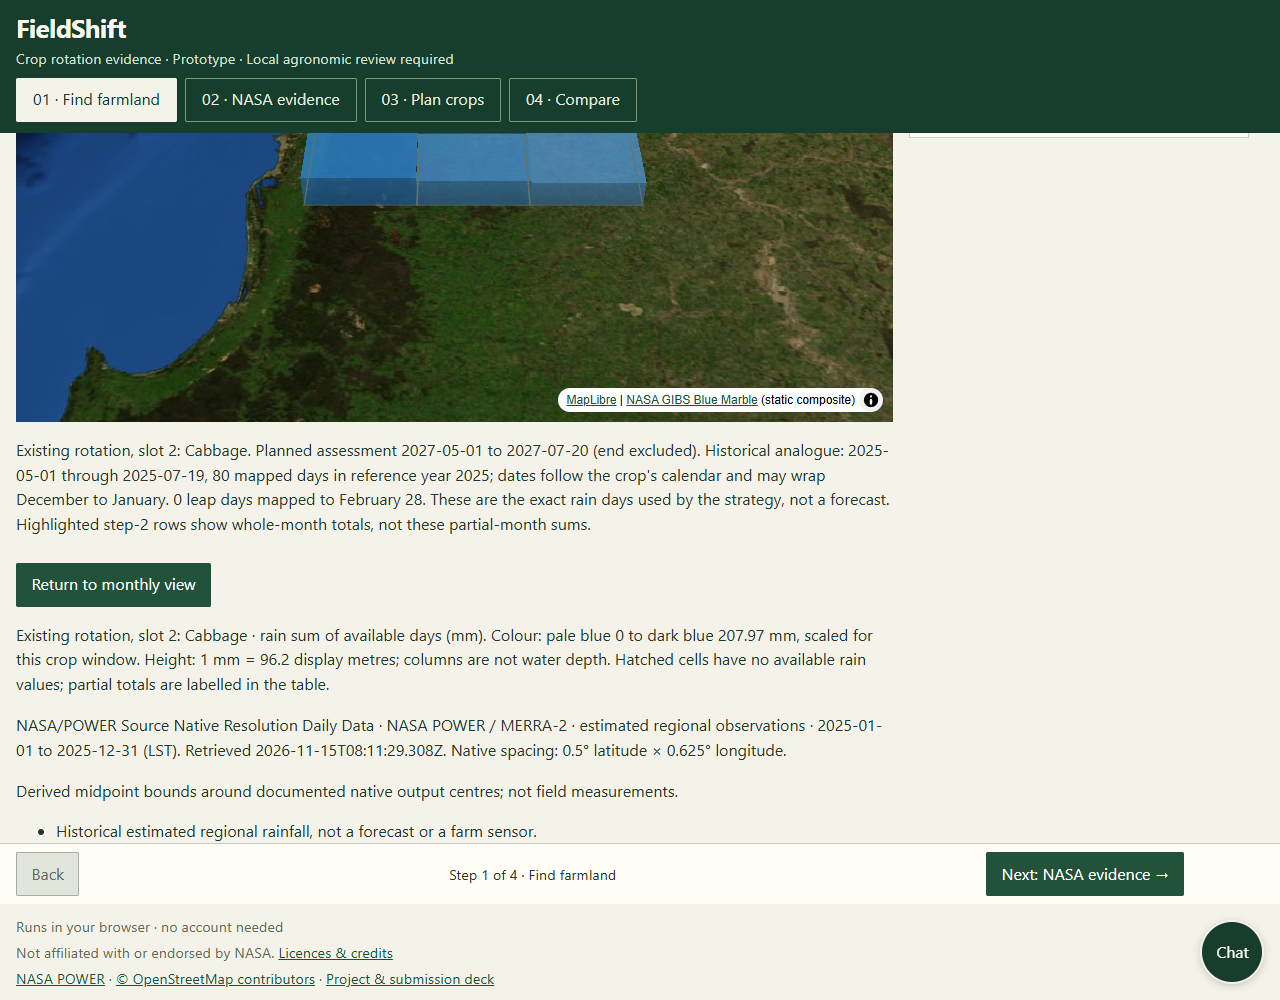 FieldShift
Crop rotation evidence · Prototype · Local agronomic review required
01 · Find farmland
02 · NASA evidence
03 · Plan crops
04 · Compare
MapLibre | NASA GIBS Blue Marble (static composite)
Existing rotation, slot 2: Cabbage. Planned assessment 2027-05-01 to 2027-07-20 (end excluded). Historical analogue: 2025-
05-01 through 2025-07-19, 80 mapped days in reference year 2025; dates follow the crop's calendar and may wrap
December to January. 0 leap days mapped to February 28. These are the exact rain days used by the strategy, not a forecast.
Highlighted step-2 rows show whole-month totals, not these partial-month sums.
Return to monthly view
Existing rotation, slot 2: Cabbage · rain sum of available days (mm). Colour: pale blue 0 to dark blue 207.97 mm, scaled for
this crop window. Height: 1 mm = 96.2 display metres; columns are not water depth. Hatched cells have no available rain
values; partial totals are labelled in the table.
NASA/POWER Source Native Resolution Daily Data · NASA POWER / MERRA-2 · estimated regional observations · 2025-01-
01 to 2025-12-31 (LST). Retrieved 2026-11-15T08:11:29.308Z. Native spacing: 0.5° latitude × 0.625° longitude.
Derived midpoint bounds around documented native output centres; not field measurements.
• Historical estimated regional rainfall, not a forecast or a farm sensor.
Back
Step 1 of 4 · Find farmland
Next: NASA evidence →
Runs in your browser · no account needed
Not affiliated with or endorsed by NASA. Licences & credits
NASA POWER · © OpenStreetMap contributors · Project & submission deck
Chat